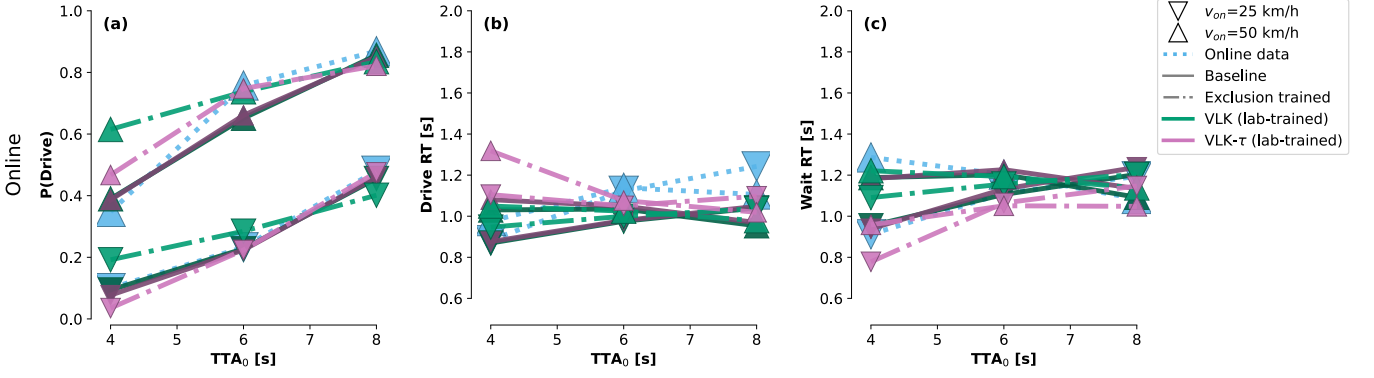 Online
(a)
P(Drive)
1.0
0.8
0.6
0.4
0.2
0.0
4 5 6 7 8
TTA₀ [s]
(b)
Drive RT [s]
2.0
1.8
1.6
1.4
1.2
1.0
0.8
0.6
4 5 6 7 8
TTA₀ [s]
(c)
Wait RT [s]
2.0
1.8
1.6
1.4
1.2
1.0
0.8
0.6
4 5 6 7 8
TTA₀ [s]
vₒₙ=25 km/h
vₒₙ=50 km/h
Online data
Baseline
Exclusion trained
VLK (lab-trained)
VLK-τ (lab-trained)